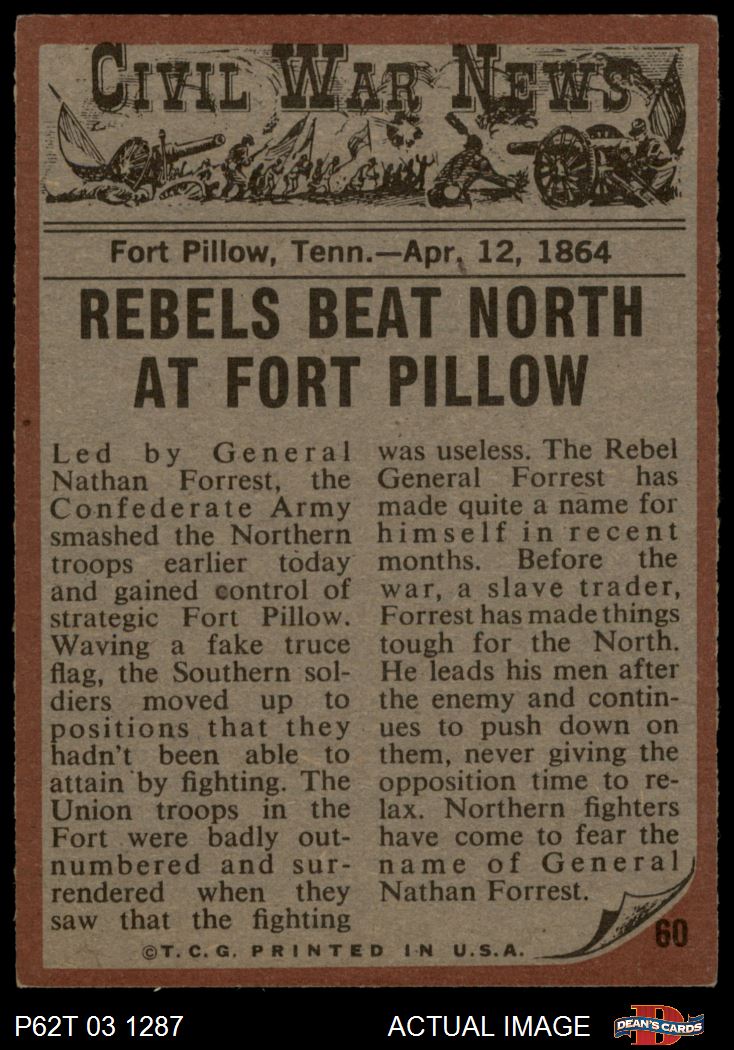 CIVIL WAR NEWS
Fort Pillow, Tenn.—Apr. 12, 1864
REBELS BEAT NORTH
AT FORT PILLOW
Led by General
Nathan Forrest, the
Confederate Army
smashed the Northern
troops earlier today
and gained control of
strategic Fort Pillow.
Waving a fake truce
flag, the Southern sol-
diers moved up to
positions that they
hadn't been able to
attain by fighting. The
Union troops in the
Fort were badly out-
numbered and sur-
rendered when they
saw that the fighting
was useless. The Rebel
General Forrest has
made quite a name for
himself in recent
months. Before the
war, a slave trader,
Forrest has made things
tough for the North.
He leads his men after
the enemy and contin-
ues to push down on
them, never giving the
opposition time to re-
lax. Northern fighters
have come to fear the
name of General
Nathan Forrest.
60
©T.C.G. PRINTED IN U.S.A.
P62T 03 1287
ACTUAL IMAGE
D
DEAN'S CARDS